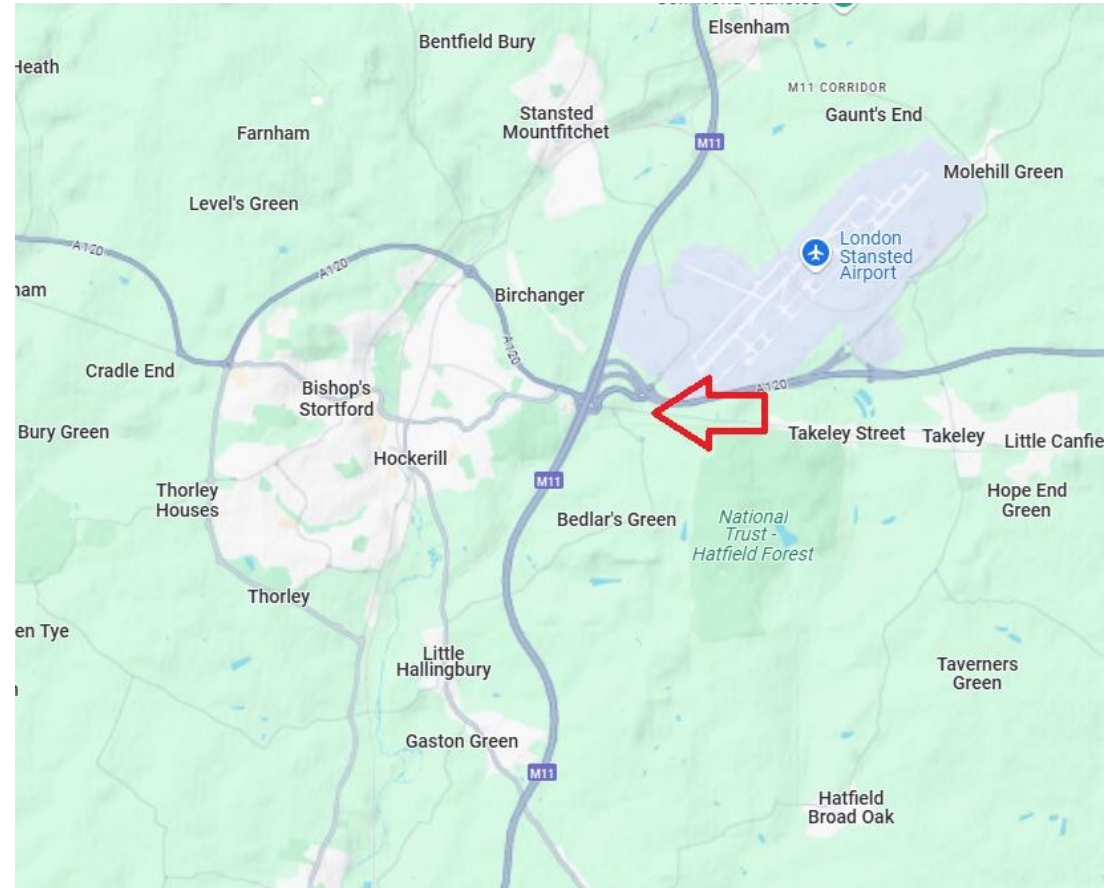 Elsenham
Bentfield Bury
Heath
M11 CORRIDOR
Stansted
Mountfitchet
Gaunt's End
Farnham
M11
Molehill Green
Level's Green
A120
London
Stansted
Airport
A120
Birchanger
A120
Cradle End
Bishop's
Stortford
A120
Bury Green
Takeley Street
Takeley
Little Canfie
Hockerill
M11
Thorley
Houses
Hope End
Green
Bedlar's Green
National
Trust -
Hatfield Forest
Thorley
en Tye
Little
Hallingbury
Taverners
Green
Gaston Green
M11
Hatfield
Broad Oak